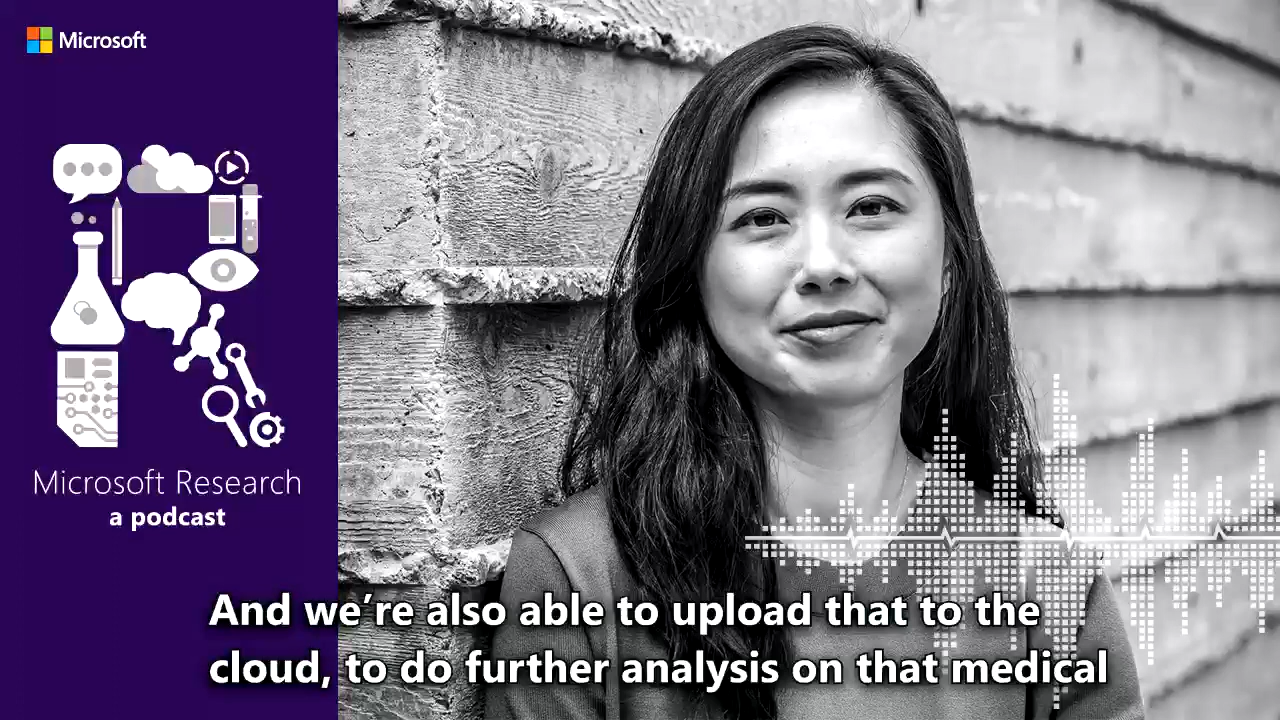 Microsoft
Microsoft Research
a podcast
And we’re also able to upload that to the
cloud, to do further analysis on that medical